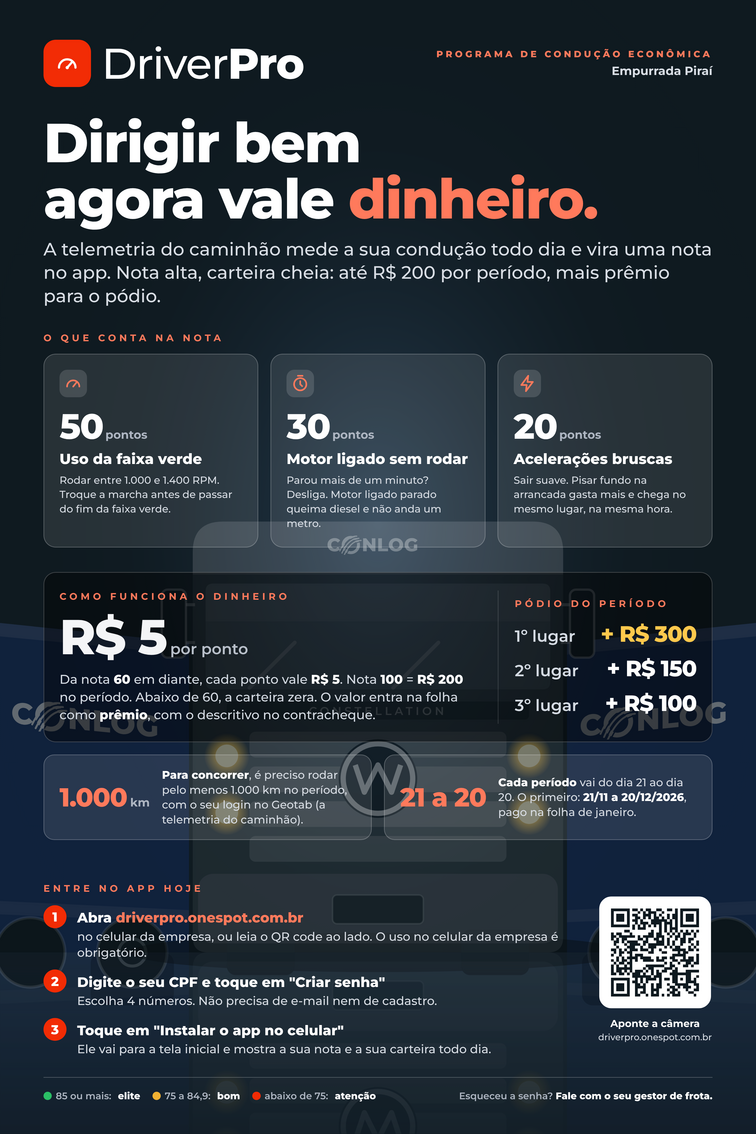 DriverPro
PROGRAMA DE CONDUÇÃO ECONÔMICA
Empurrada Piraí
Dirigir bem
agora vale dinheiro.
A telemetria do caminhão mede a sua condução todo dia e vira uma nota
no app. Nota alta, carteira cheia: até R$ 200 por período, mais prêmio
para o pódio.
O QUE CONTA NA NOTA
50 pontos
Uso da faixa verde
Rodar entre 1.000 e 1.400 RPM.
Troque a marcha antes de passar
do fim da faixa verde.
30 pontos
Motor ligado sem rodar
Parou mais de um minuto?
Desliga. Motor ligado parado
queima diesel e não anda um
metro.
20 pontos
Acelerações bruscas
Sair suave. Pisar fundo na
arrancada gasta mais e chega no
mesmo lugar, na mesma hora.
CONLOG
COMO FUNCIONA O DINHEIRO
R$ 5 por ponto
Da nota 60 em diante, cada ponto vale R$ 5. Nota 100 = R$ 200
no período. Abaixo de 60, a carteira zera. O valor entra na folha
como prêmio, com o descritivo no contracheque.
PÓDIO DO PERÍODO
1º lugar + R$ 300
2º lugar + R$ 150
3º lugar + R$ 100
CONLOG
CONSTELLATION
CONLOG
1.000 km
Para concorrer, é preciso rodar
pelo menos 1.000 km no período,
com o seu login no Geotab (a
telemetria do caminhão).
21 a 20
Cada período vai do dia 21 ao dia
20. O primeiro: 21/11 a 20/12/2026,
pago na folha de janeiro.
ENTRE NO APP HOJE
1 Abra driverpro.onespot.com.br
no celular da empresa, ou leia o QR code ao lado. O uso no celular da empresa é
obrigatório.
2 Digite o seu CPF e toque em "Criar senha"
Escolha 4 números. Não precisa de e-mail nem de cadastro.
3 Toque em "Instalar o app no celular"
Ele vai para a tela inicial e mostra a sua nota e a sua carteira todo dia.
Aponte a câmera
driverpro.onespot.com.br
85 ou mais: elite 75 a 84,9: bom abaixo de 75: atenção
Esqueceu a senha? Fale com o seu gestor de frota.